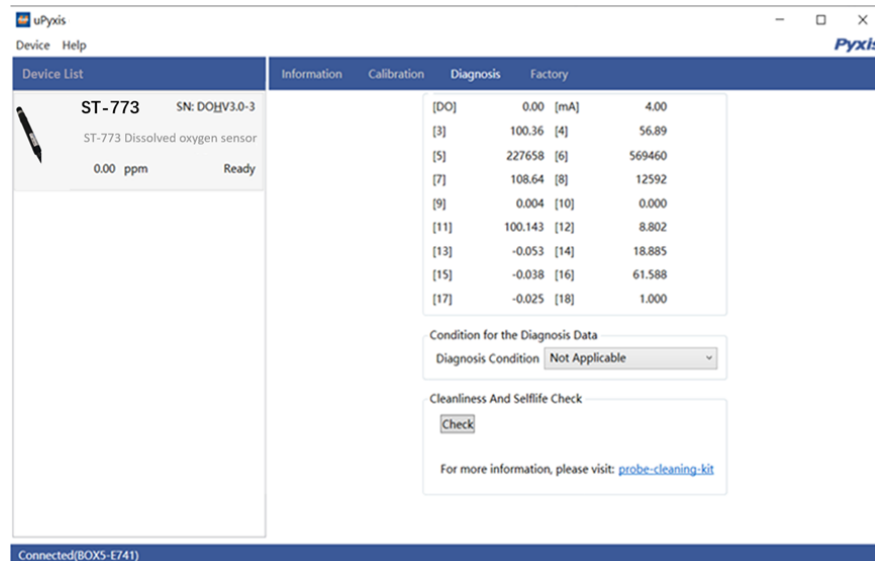 uPyxis
Device Help
Pyxis
Device List
Information Calibration Diagnosis Factory
ST-773 SN: DOHV3.0-3
ST-773 Dissolved oxygen sensor
0.00 ppm Ready
[DO] 0.00 [mA] 4.00
[3] 100.36 [4] 56.89
[5] 227658 [6] 569460
[7] 108.64 [8] 12592
[9] 0.004 [10] 0.000
[11] 100.143 [12] 8.802
[13] -0.053 [14] 18.885
[15] -0.038 [16] 61.588
[17] -0.025 [18] 1.000
Condition for the Diagnosis Data
Diagnosis Condition Not Applicable
Cleanliness And Selflife Check
Check
For more information, please visit: probe-cleaning-kit
Connected(BOX5-E741)